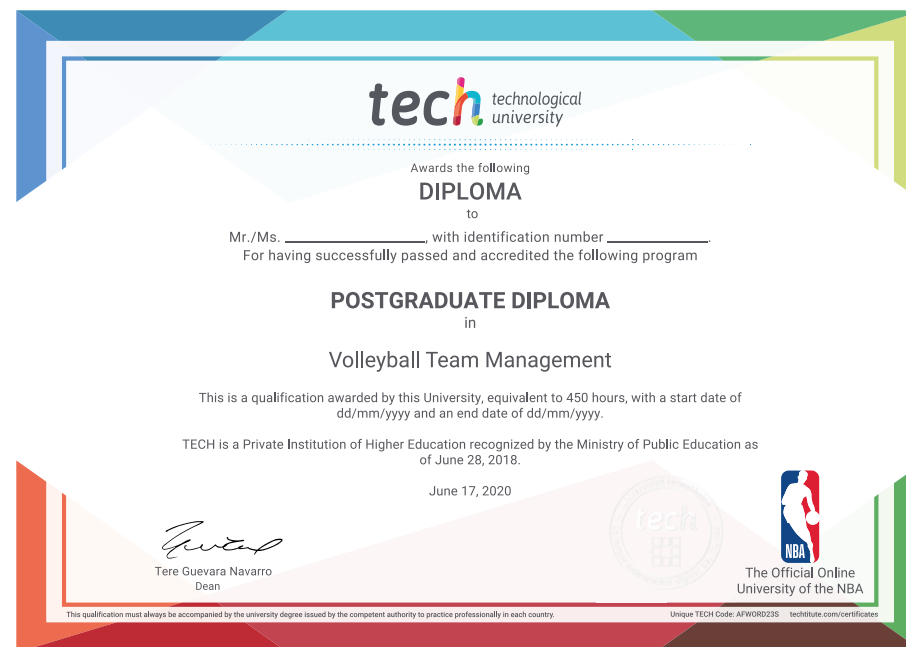 tech technological
university
Awards the following
DIPLOMA
to
Mr./Ms. ____________________, with identification number ______________.
For having successfully passed and accredited the following program
POSTGRADUATE DIPLOMA
in
Volleyball Team Management
This is a qualification awarded by this University, equivalent to 450 hours, with a start date of
dd/mm/yyyy and an end date of dd/mm/yyyy.
TECH is a Private Institution of Higher Education recognized by the Ministry of Public Education as
of June 28, 2018.
June 17, 2020
tech
Tere Guevara Navarro
Dean
NBA
The Official Online
University of the NBA
This qualification must always be accompanied by the university degree issued by the competent authority to practice professionally in each country.
Unique TECH Code: AFWORD23S techtitute.com/certificates